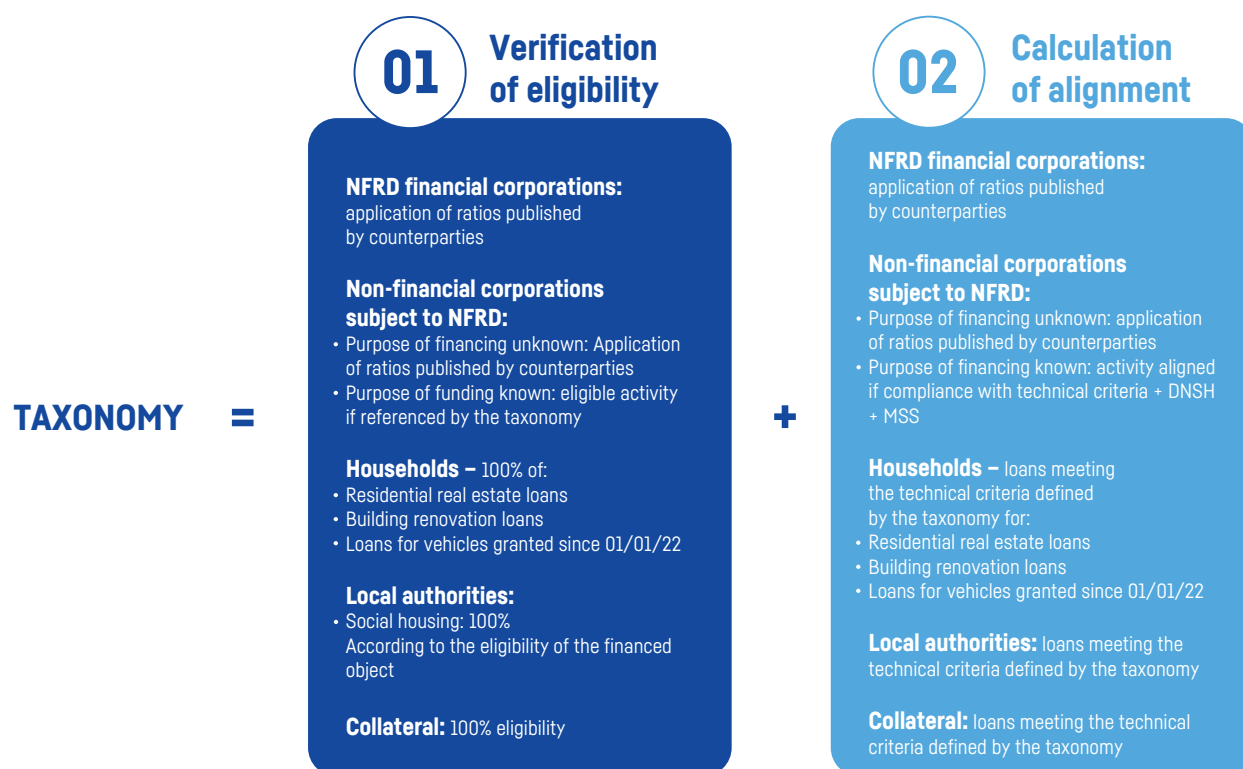 TAXONOMY
=
01
Verification
of eligibility
NFRD financial corporations:
application of ratios published
by counterparties
Non-financial corporations
subject to NFRD:
• Purpose of financing unknown: Application
of ratios published by counterparties
• Purpose of funding known: eligible activity
if referenced by the taxonomy
Households – 100% of:
• Residential real estate loans
• Building renovation loans
• Loans for vehicles granted since 01/01/22
Local authorities:
• Social housing: 100%
According to the eligibility of the financed
object
Collateral: 100% eligibility
+
02
Calculation
of alignment
NFRD financial corporations:
application of ratios published
by counterparties
Non-financial corporations
subject to NFRD:
• Purpose of financing unknown: application
of ratios published by counterparties
• Purpose of financing known: activity aligned
if compliance with technical criteria + DNSH
+ MSS
Households – loans meeting
the technical criteria defined
by the taxonomy for:
• Residential real estate loans
• Building renovation loans
• Loans for vehicles granted since 01/01/22
Local authorities: loans meeting the
technical criteria defined by the taxonomy
Collateral: loans meeting the technical
criteria defined by the taxonomy